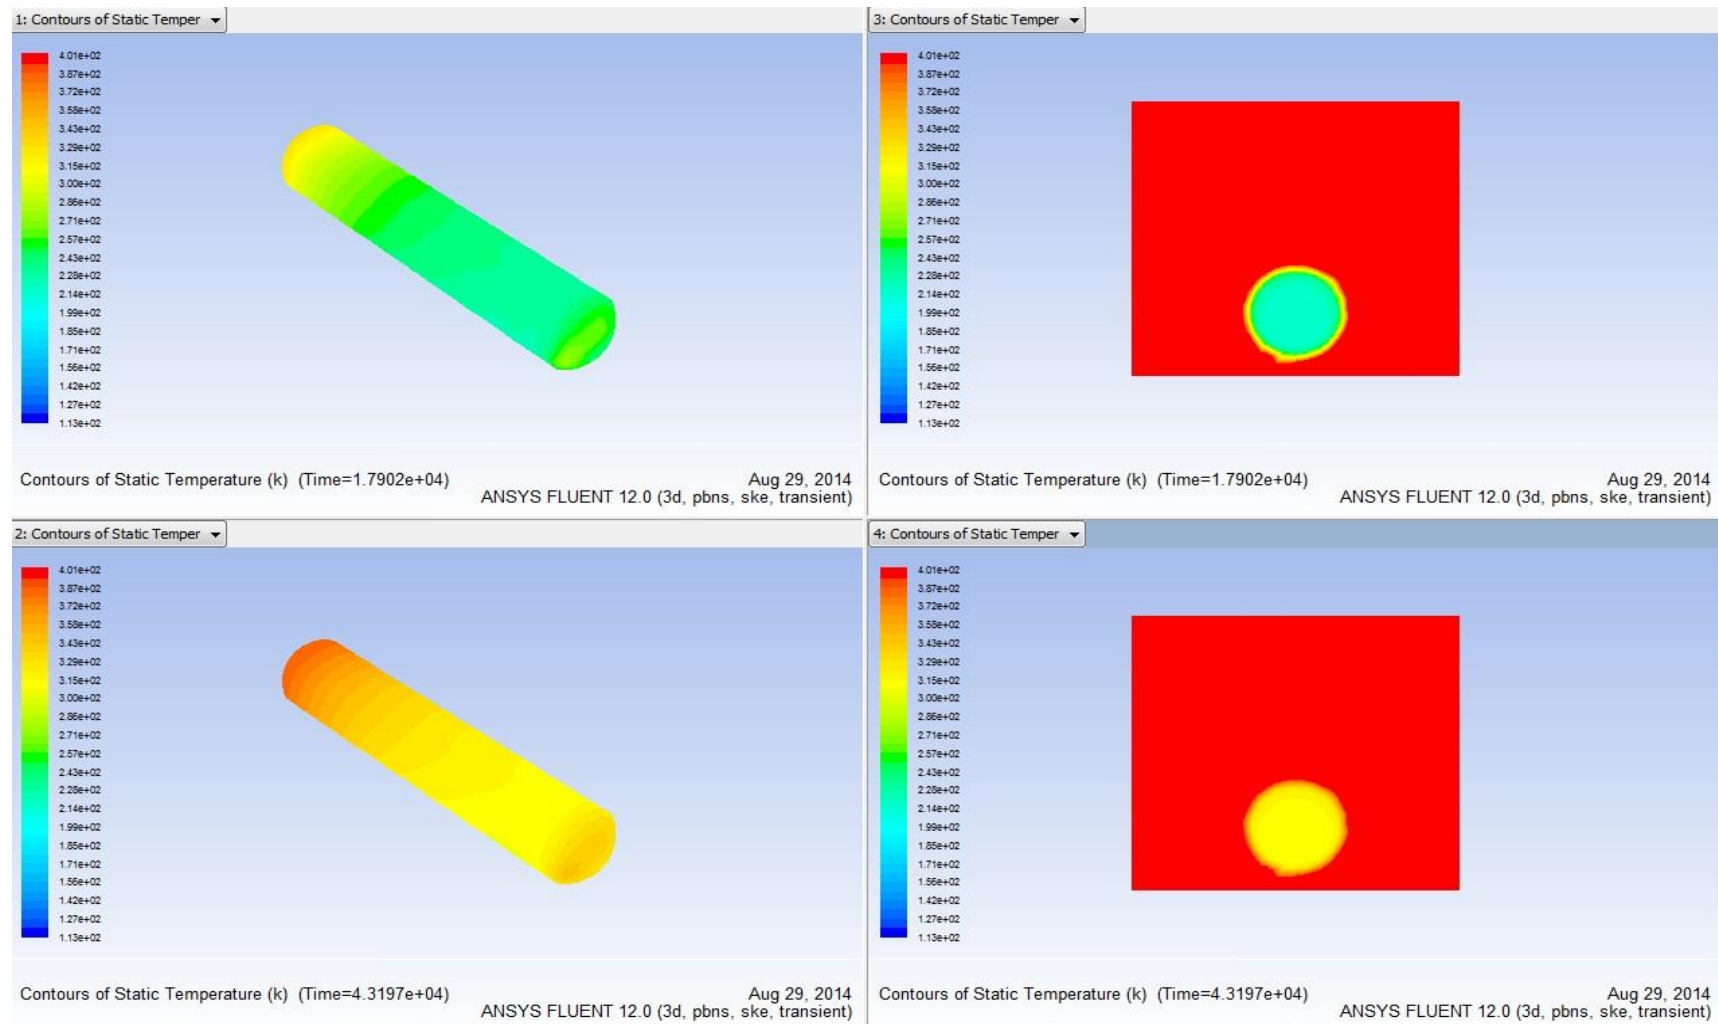 1: Contours of Static Temper
4.01e+02
3.87e+02
3.72e+02
3.58e+02
3.43e+02
3.29e+02
3.15e+02
3.00e+02
2.86e+02
2.71e+02
2.57e+02
2.43e+02
2.28e+02
2.14e+02
1.99e+02
1.85e+02
1.71e+02
1.56e+02
1.42e+02
1.27e+02
1.13e+02
Contours of Static Temperature (k) (Time=1.7902e+04)
Aug 29, 2014
ANSYS FLUENT 12.0 (3d, pbns, ske, transient)
3: Contours of Static Temper
4.01e+02
3.87e+02
3.72e+02
3.58e+02
3.43e+02
3.29e+02
3.15e+02
3.00e+02
2.86e+02
2.71e+02
2.57e+02
2.43e+02
2.28e+02
2.14e+02
1.99e+02
1.85e+02
1.71e+02
1.56e+02
1.42e+02
1.27e+02
1.13e+02
Contours of Static Temperature (k) (Time=1.7902e+04)
Aug 29, 2014
ANSYS FLUENT 12.0 (3d, pbns, ske, transient)
2: Contours of Static Temper
4.01e+02
3.87e+02
3.72e+02
3.58e+02
3.43e+02
3.29e+02
3.15e+02
3.00e+02
2.86e+02
2.71e+02
2.57e+02
2.43e+02
2.28e+02
2.14e+02
1.99e+02
1.85e+02
1.71e+02
1.56e+02
1.42e+02
1.27e+02
1.13e+02
Contours of Static Temperature (k) (Time=4.3197e+04)
Aug 29, 2014
ANSYS FLUENT 12.0 (3d, pbns, ske, transient)
4: Contours of Static Temper
4.01e+02
3.87e+02
3.72e+02
3.58e+02
3.43e+02
3.29e+02
3.15e+02
3.00e+02
2.86e+02
2.71e+02
2.57e+02
2.43e+02
2.28e+02
2.14e+02
1.99e+02
1.85e+02
1.71e+02
1.56e+02
1.42e+02
1.27e+02
1.13e+02
Contours of Static Temperature (k) (Time=4.3197e+04)
Aug 29, 2014
ANSYS FLUENT 12.0 (3d, pbns, ske, transient)